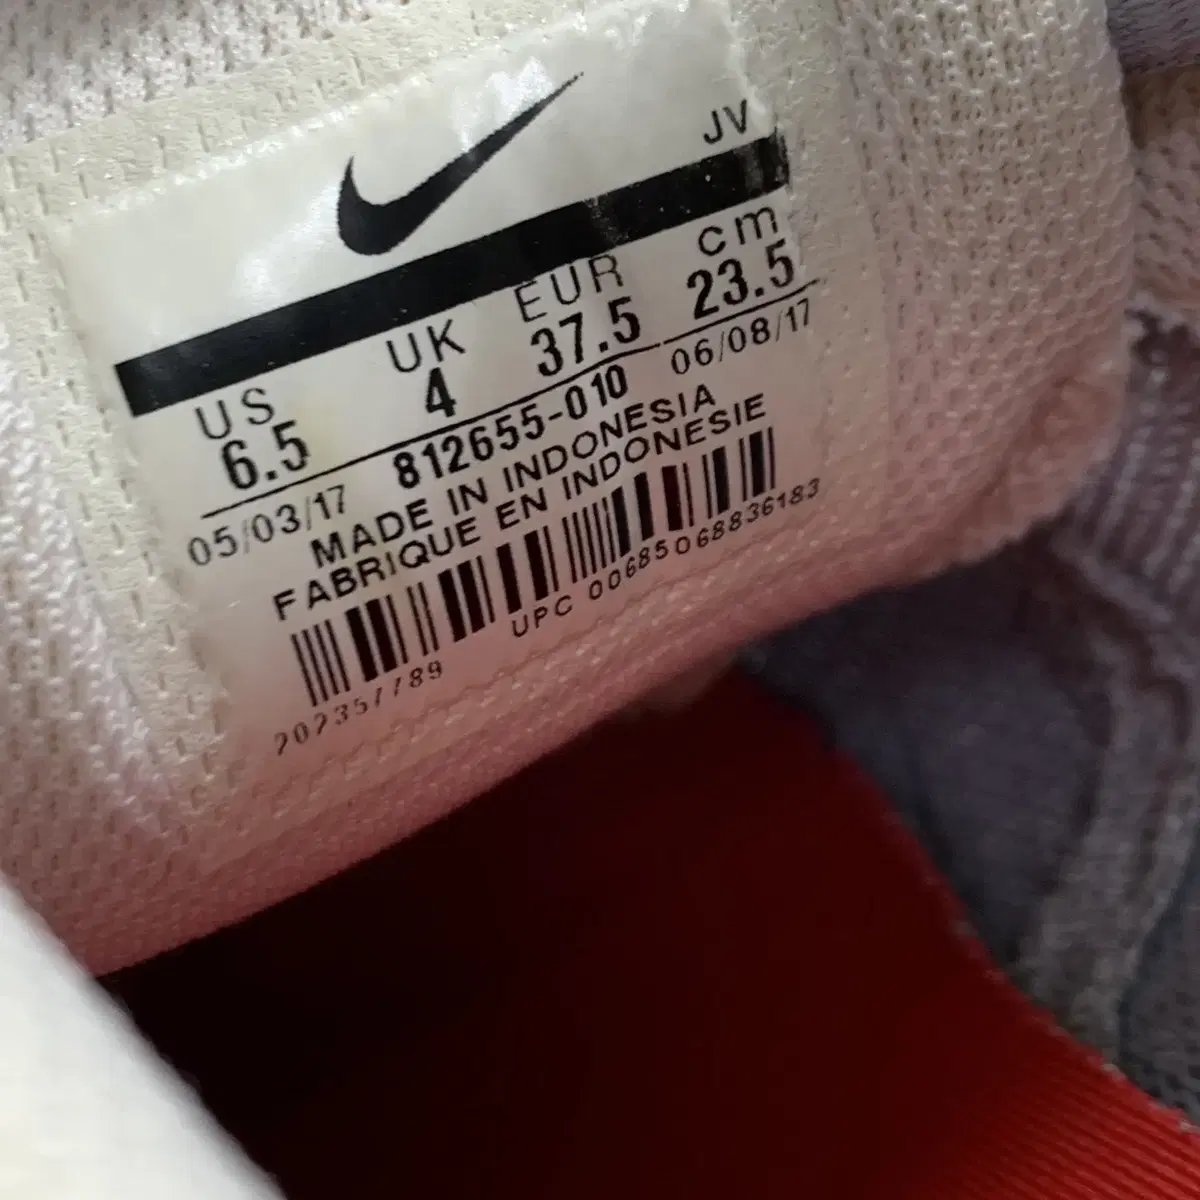 JV
US UK EUR cm
6.5 4 37.5 23.5
05/03/17 812655-010 06/08/17
MADE IN INDONESIA
FABRIQUE EN INDONESIE
UPC 00685068836183